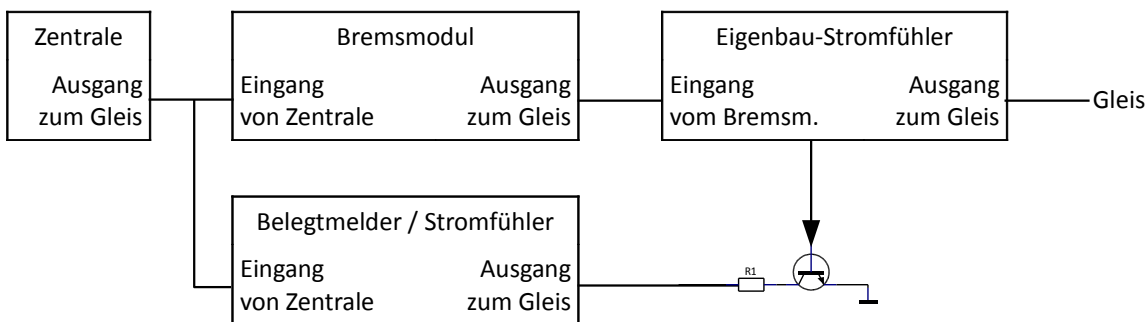 Zentrale
Ausgang
zum Gleis
Bremsmodul
Eingang
von Zentrale
Ausgang
zum Gleis
Eigenbau-Stromfühler
Eingang
vom Bremsm.
Ausgang
zum Gleis
Gleis
Belegtmelder / Stromfühler
Eingang
von Zentrale
Ausgang
zum Gleis
R1